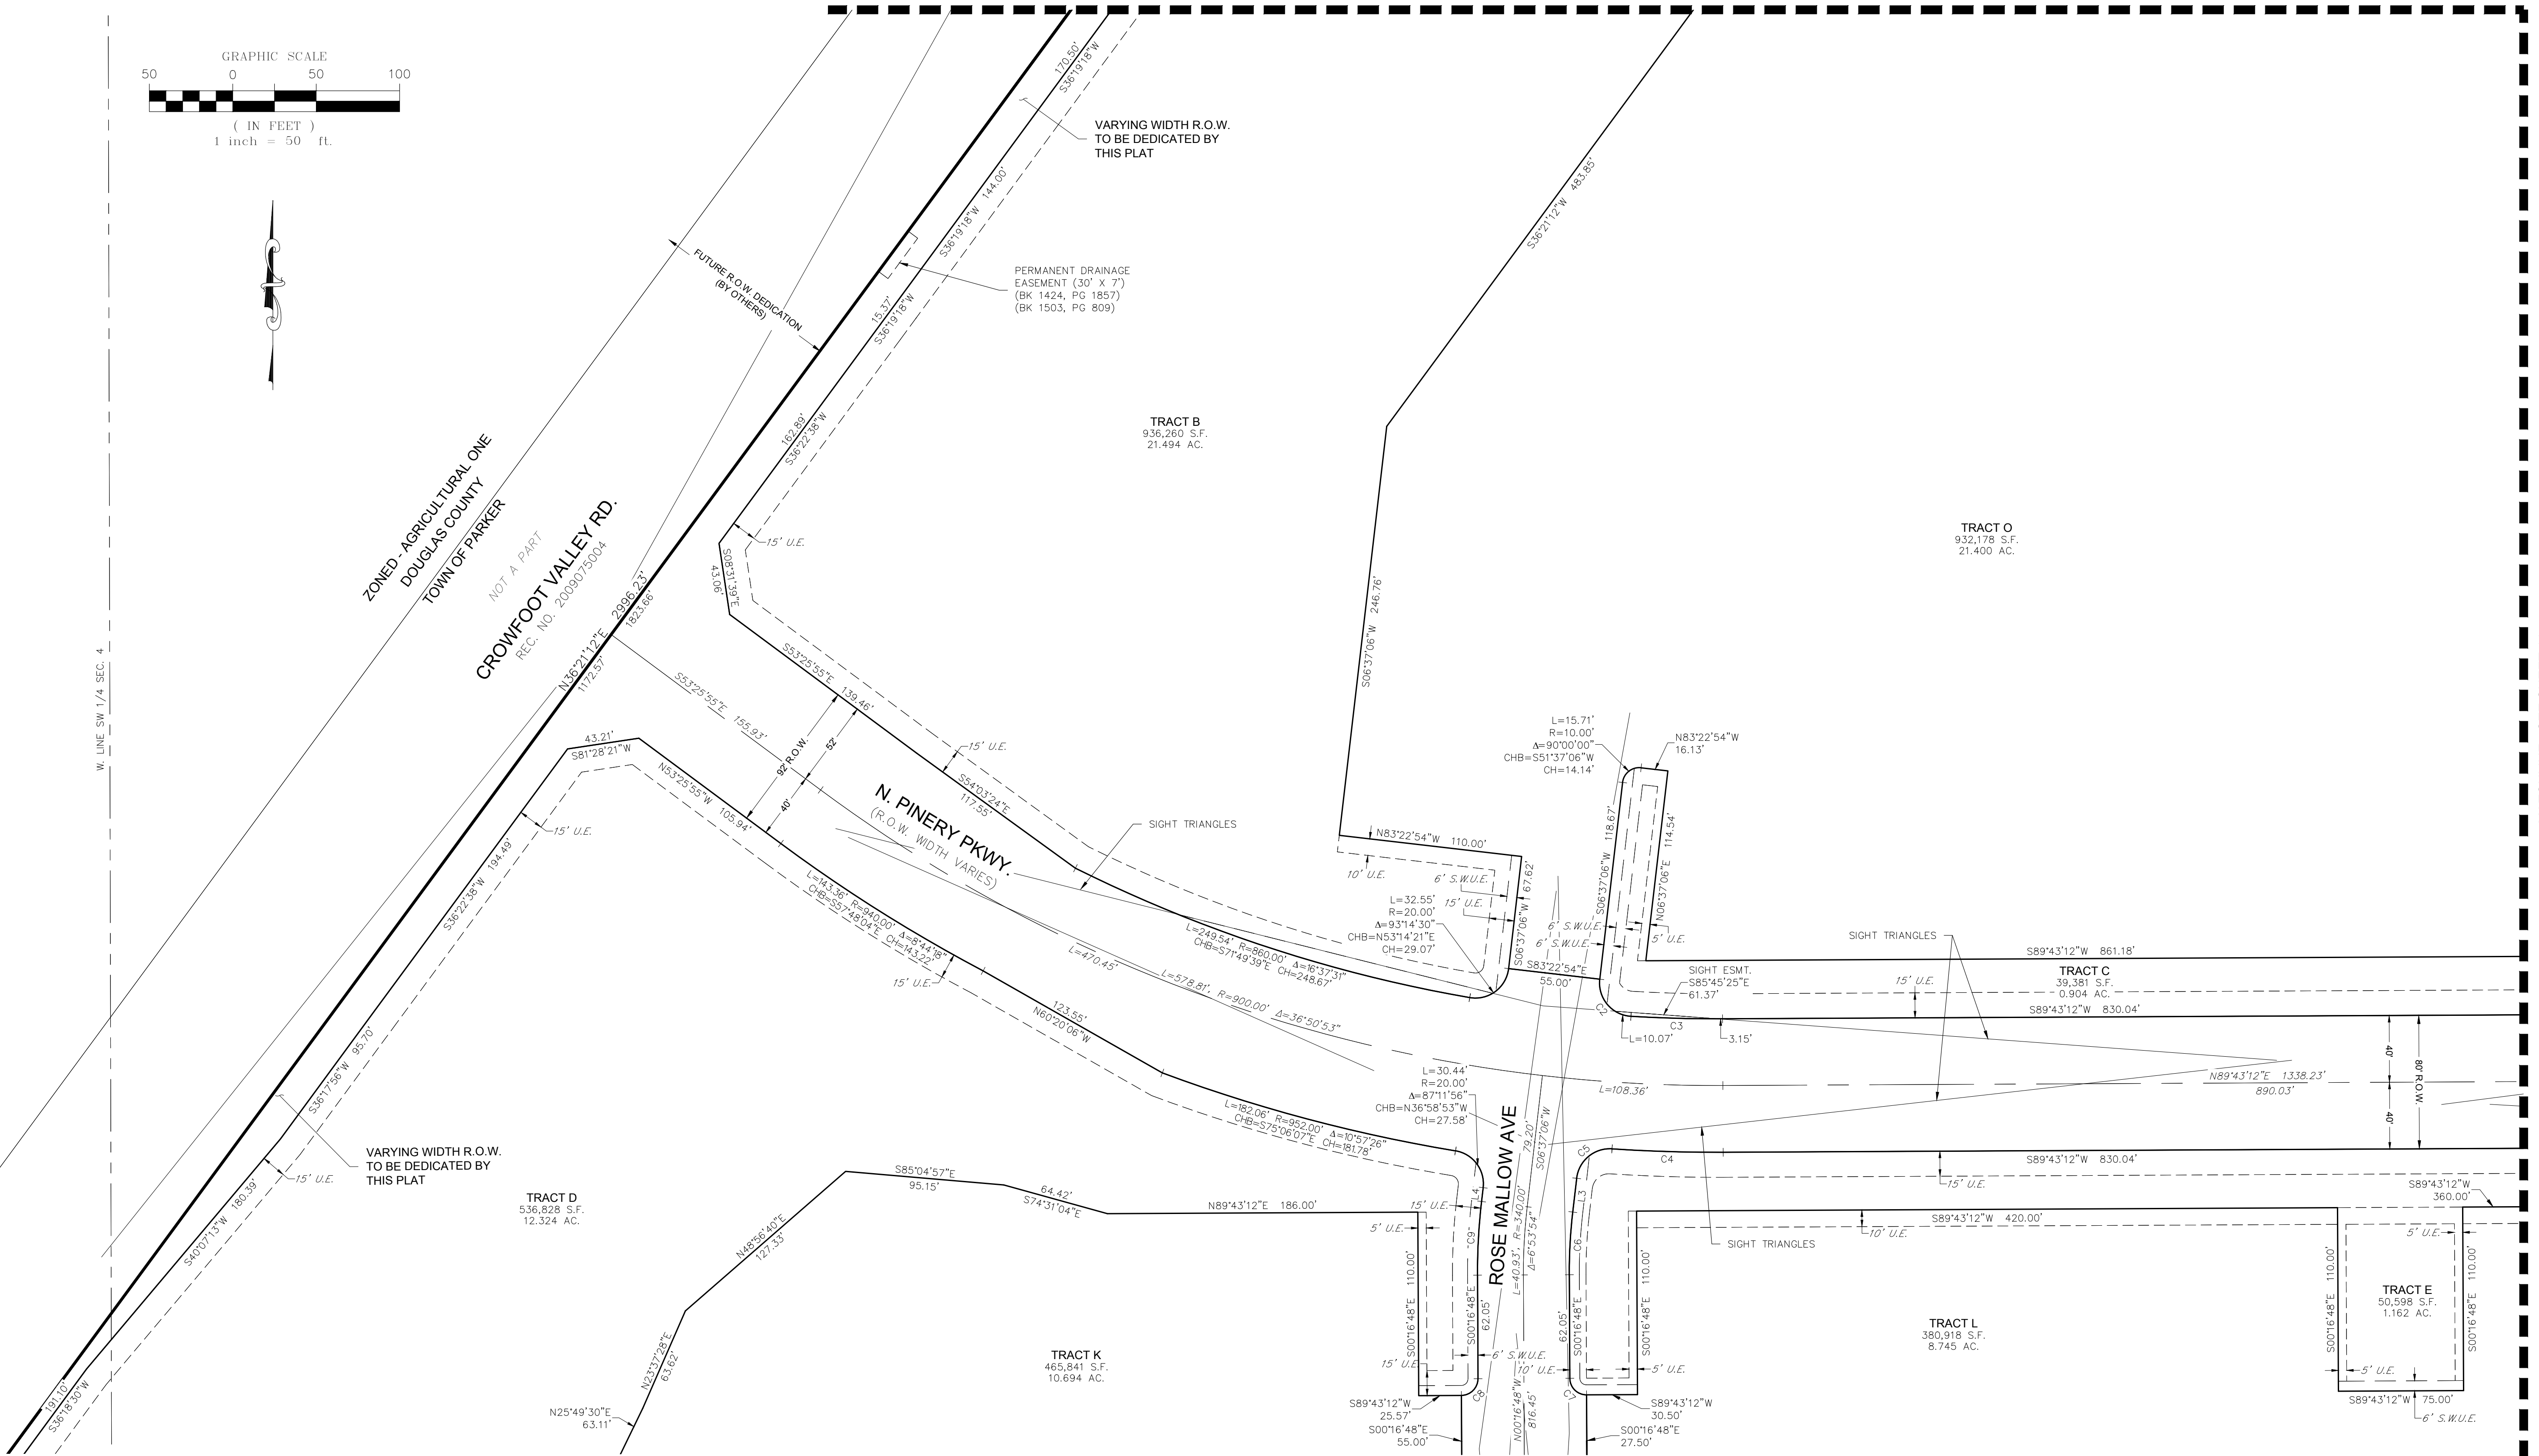 GRAPHIC SCALE
50 0 50 100
( IN FEET )
1 inch = 50 ft.
W. LINE SW 1/4 SEC. 4
170.50'
S36°19'18"W
VARYING WIDTH R.O.W.
TO BE DEDICATED BY
THIS PLAT
S36°19'18"W 144.00'
FUTURE R.O.W. DEDICATION
(BY OTHERS)
PERMANENT DRAINAGE
EASEMENT (30' X 7')
(BK 1424, PG 1857)
(BK 1503, PG 809)
15.37'
S36°19'18"W
162.89'
S36°22'38"W
S36°21'12"W 483.85'
TRACT B
936,260 S.F.
21.494 AC.
TRACT O
932,178 S.F.
21.400 AC.
ZONED - AGRICULTURAL ONE
DOUGLAS COUNTY
TOWN OF PARKER
NOT A PART
CROWFOOT VALLEY RD.
REC. NO. 2009075004
N36°21'12"E 2996.23'
1823.66'
1172.57'
15' U.E.
S08°31'39"E
43.06'
S53°25'55"E 139.46'
S53°25'55"E 155.93'
92' R.O.W.
52'
40'
15' U.E.
S54°03'24"E
117.55'
N. PINERY PKWY.
(R.O.W. WIDTH VARIES)
SIGHT TRIANGLES
43.21'
S81°28'21"W
N53°25'55"W 105.94'
15' U.E.
S36°22'38"W 194.49'
S36°17'56"W 95.70'
L=143.36' R=940.00' Δ=8°44'18"
CHB=S57°48'04"E CH=143.22'
15' U.E.
L=470.45'
L=578.81', R=900.00' Δ=36°50'53"
L=249.54' R=860.00' Δ=16°37'31"
CHB=S71°49'39"E CH=248.67'
S06°37'06"W 246.76'
N83°22'54"W 110.00'
10' U.E.
6' S.W.U.E.
15' U.E.
S06°37'06"W 67.62'
L=32.55'
R=20.00'
Δ=93°14'30"
CHB=N53°14'21"E
CH=29.07'
L=15.71'
R=10.00'
Δ=90°00'00"
CHB=S51°37'06"W
CH=14.14'
N83°22'54"W
16.13'
S06°37'06"W 118.67'
N06°37'06"E 114.54'
6' S.W.U.E.
6' S.W.U.E.
5' U.E.
S83°22'54"E
55.00'
SIGHT TRIANGLES
S89°43'12"W 861.18'
SIGHT ESMT.
S85°45'25"E
61.37'
TRACT C
39,381 S.F.
0.904 AC.
15' U.E.
S89°43'12"W 830.04'
C2
C3
L=10.07'
3.15'
40'
80' R.O.W.
40'
N89°43'12"E 1338.23'
890.03'
L=108.36'
123.55'
N60°20'06"W
L=182.06' R=952.00' Δ=10°57'26"
CHB=S75°06'07"E CH=181.78'
L=30.44'
R=20.00'
Δ=87°11'56"
CHB=N36°58'53"W
CH=27.58'
ROSE MALLOW AVE
79.20'
S06°37'06"W
L=40.93', R=340.00'
Δ=6°53'54"
C5
C4
L3
S89°43'12"W 830.04'
15' U.E.
S89°43'12"W
360.00'
VARYING WIDTH R.O.W.
TO BE DEDICATED BY
THIS PLAT
15' U.E.
S40°07'13"W 180.39'
TRACT D
536,828 S.F.
12.324 AC.
S85°04'57"E
95.15'
64.42'
S74°31'04"E
N89°43'12"E 186.00'
15' U.E.
L4
5' U.E.
C9
C6
S89°43'12"W 420.00'
10' U.E.
SIGHT TRIANGLES
5' U.E.
N48°56'40"E
127.33'
S00°16'48"E 110.00'
S00°16'48"E
62.05'
62.05'
S00°16'48"E
S00°16'48"E 110.00'
S00°16'48"E 110.00'
S00°16'48"E 110.00'
TRACT E
50,598 S.F.
1.162 AC.
TRACT L
380,918 S.F.
8.745 AC.
TRACT K
465,841 S.F.
10.694 AC.
N23°37'28"E
63.62'
15' U.E.
6' S.W.U.E.
10' U.E.
5' U.E.
5' U.E.
C8
C7
S89°43'12"W
25.57'
S89°43'12"W
30.50'
S89°43'12"W 75.00'
6' S.W.U.E.
N25°49'30"E
63.11'
S00°16'48"E
55.00'
N00°16'48"W
816.45'
S00°16'48"E
27.50'
191.10'
S36°18'30"W